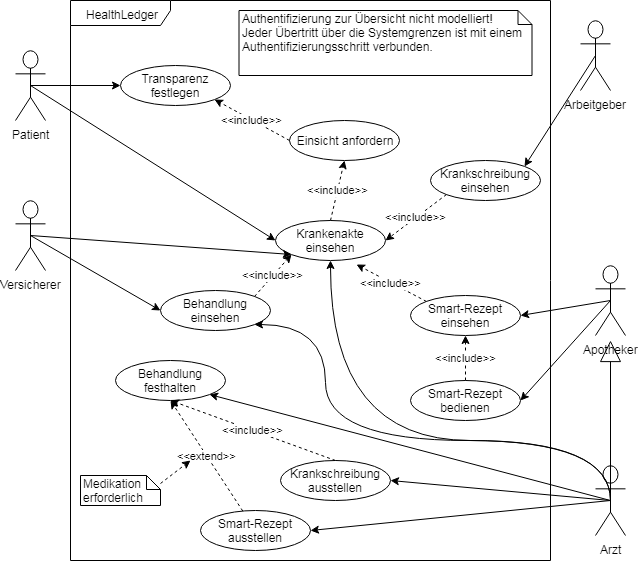 HealthLedger
Authentifizierung zur Übersicht nicht modelliert!
Jeder Übertritt über die Systemgrenzen ist mit einem
Authentifizierungsschritt verbunden.
Transparenz
festlegen
Patient
Arbeitgeber
<<include>>
Einsicht anfordern
Krankschreibung
einsehen
<<include>>
<<include>>
Krankenakte
einsehen
Versicherer
<<include>>
<<include>>
Behandlung
einsehen
Smart-Rezept
einsehen
Apotheker
<<include>>
Behandlung
festhalten
Smart-Rezept
bedienen
<<include>>
<<extend>>
Medikation
erforderlich
Krankschreibung
ausstellen
Smart-Rezept
ausstellen
Arzt